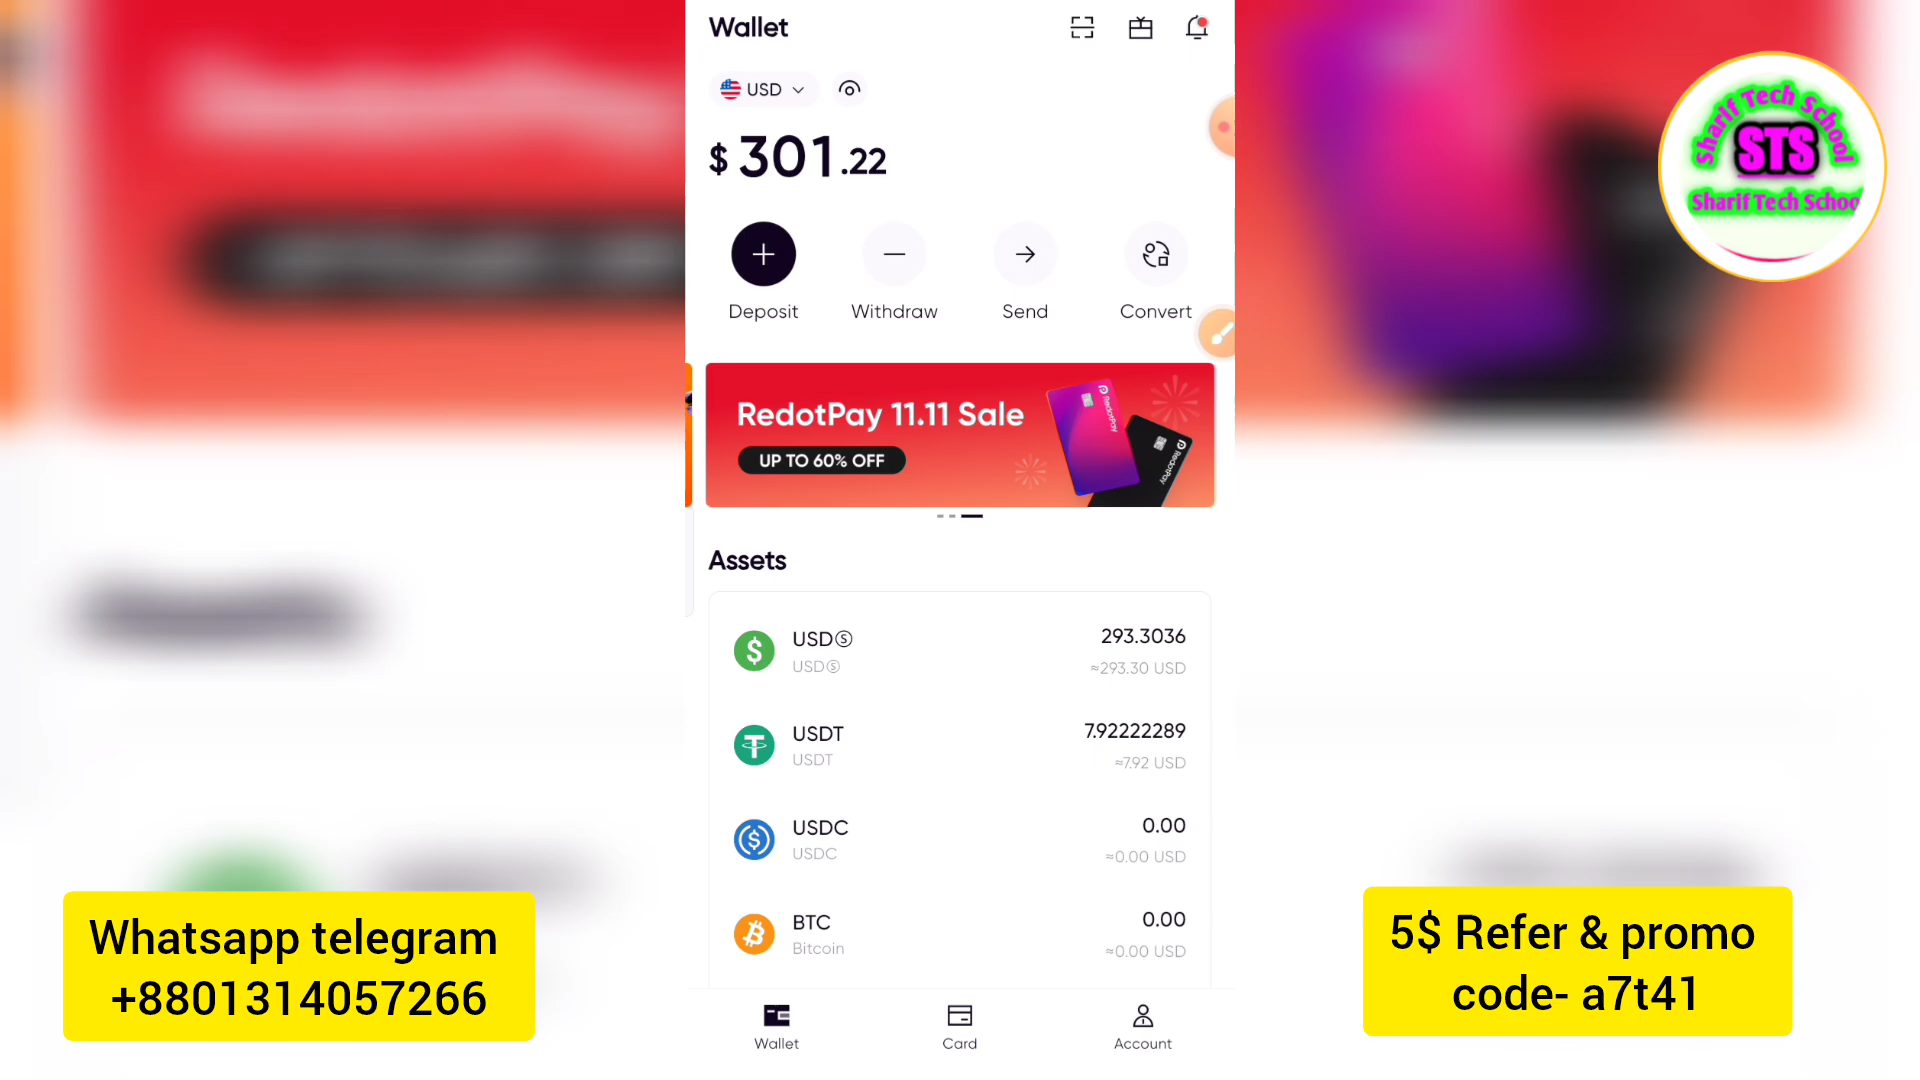 Wallet
USD
$ 301.22
Deposit
Withdraw
Send
Convert
RedotPay 11.11 Sale
UP TO 60% OFF
RedotPay
RedotPay
Assets
USDⓢ
293.3036
USDⓢ
≈293.30 USD
USDT
7.92222289
USDT
≈7.92 USD
USDC
0.00
USDC
≈0.00 USD
BTC
0.00
Bitcoin
≈0.00 USD
Wallet
Card
Account
Sharif Tech School
STS
Sharif Tech Schoo
Whatsapp telegram
+8801314057266
5$ Refer & promo
code- a7t41